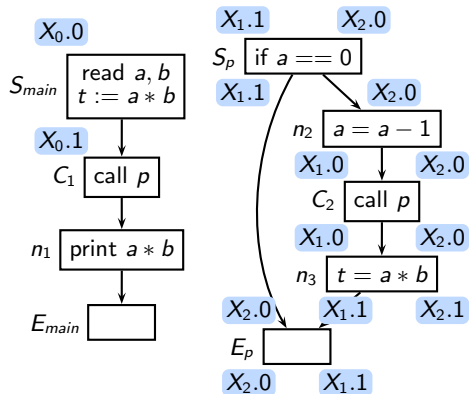 X0.0
S_main
read a, b
t := a ∗ b
X0.1
C1
call p
n1
print a ∗ b
E_main
X1.1 X2.0
S_p
if a == 0
X1.1 X2.0
n2
a = a − 1
X1.0 X2.0
C2
call p
X1.0 X2.0
n3
t = a ∗ b
X2.0 X1.1 X2.1
E_p
X2.0 X1.1